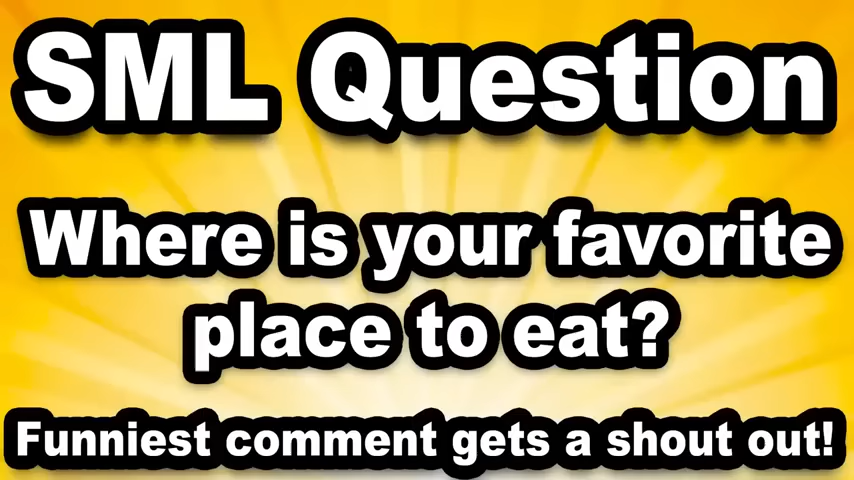 SML Question
Where is your favorite
place to eat?
Funniest comment gets a shout out!